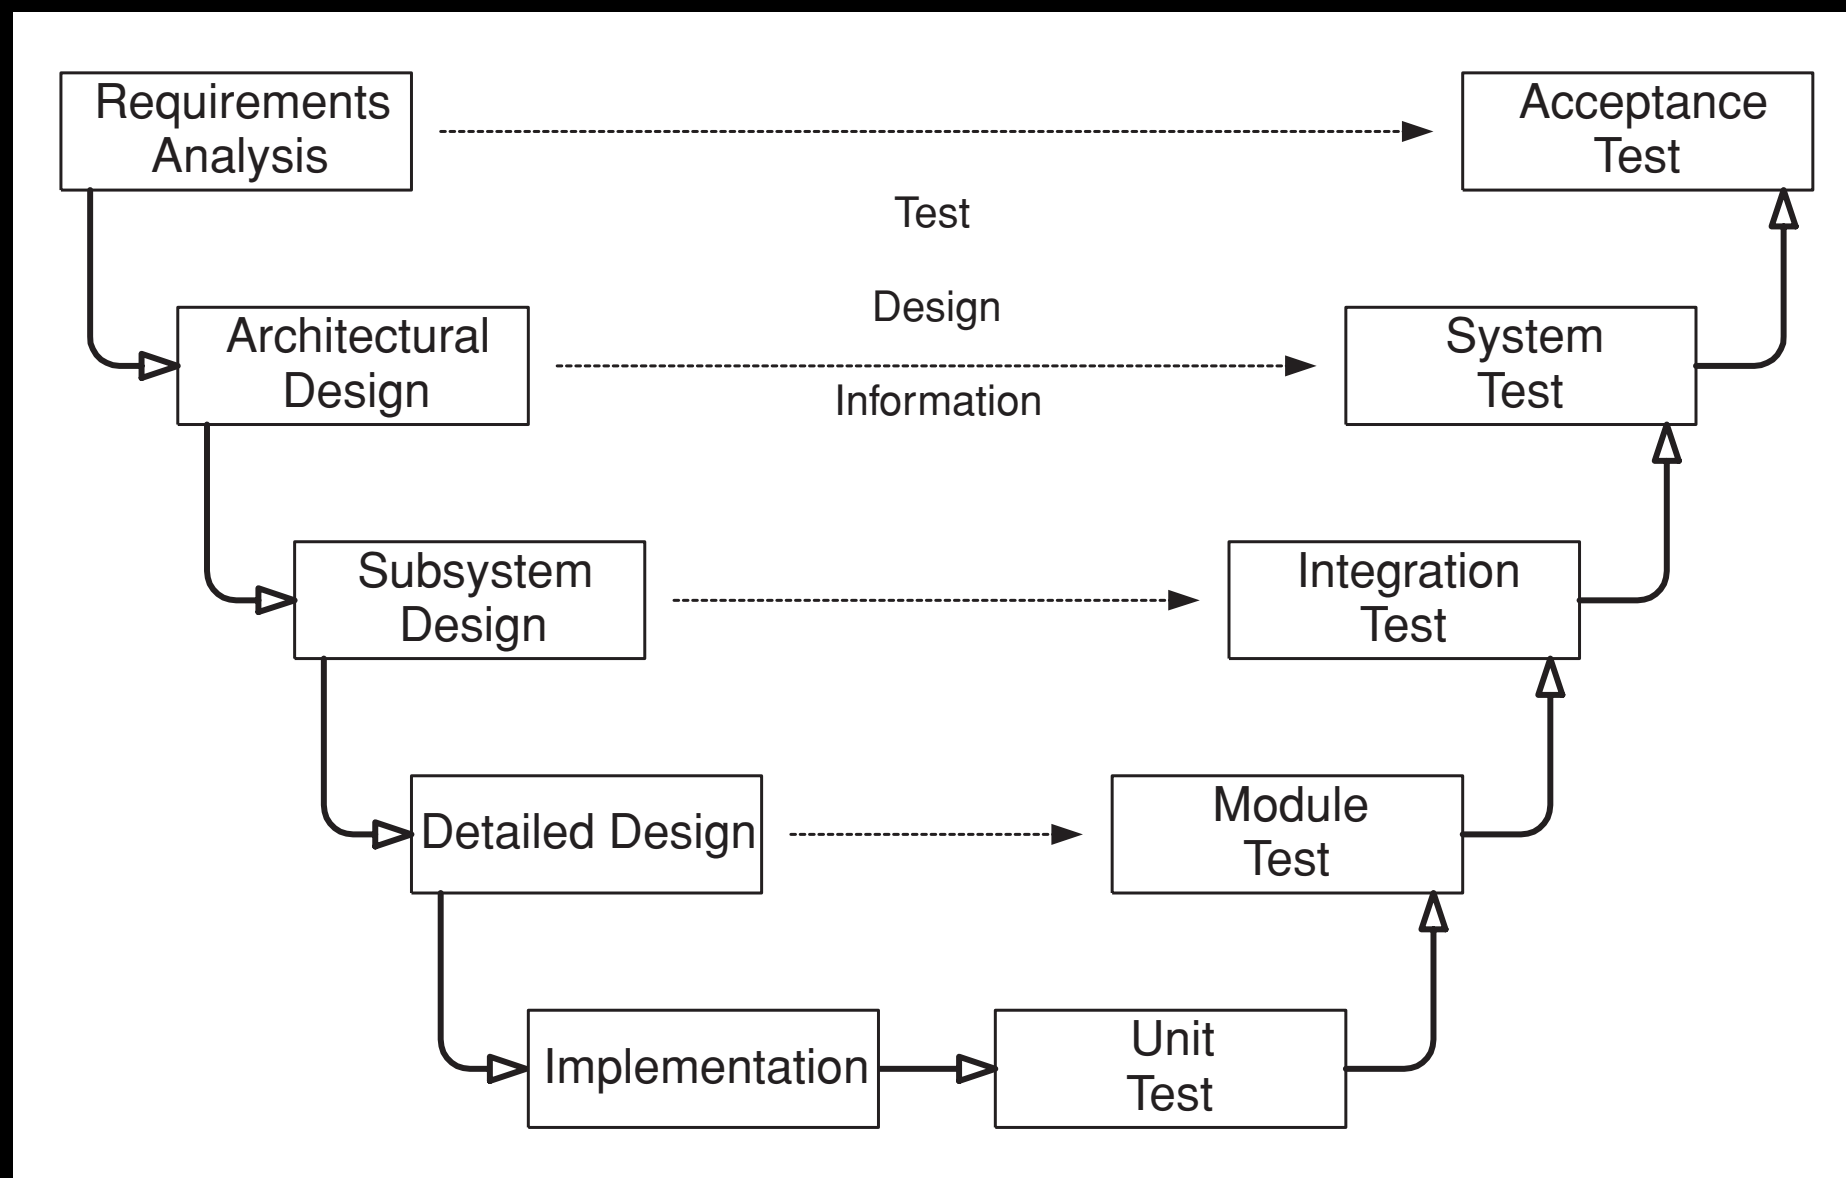 Requirements
Analysis
Acceptance
Test
Test
Design
Information
Architectural
Design
System
Test
Subsystem
Design
Integration
Test
Detailed Design
Module
Test
Implementation
Unit
Test